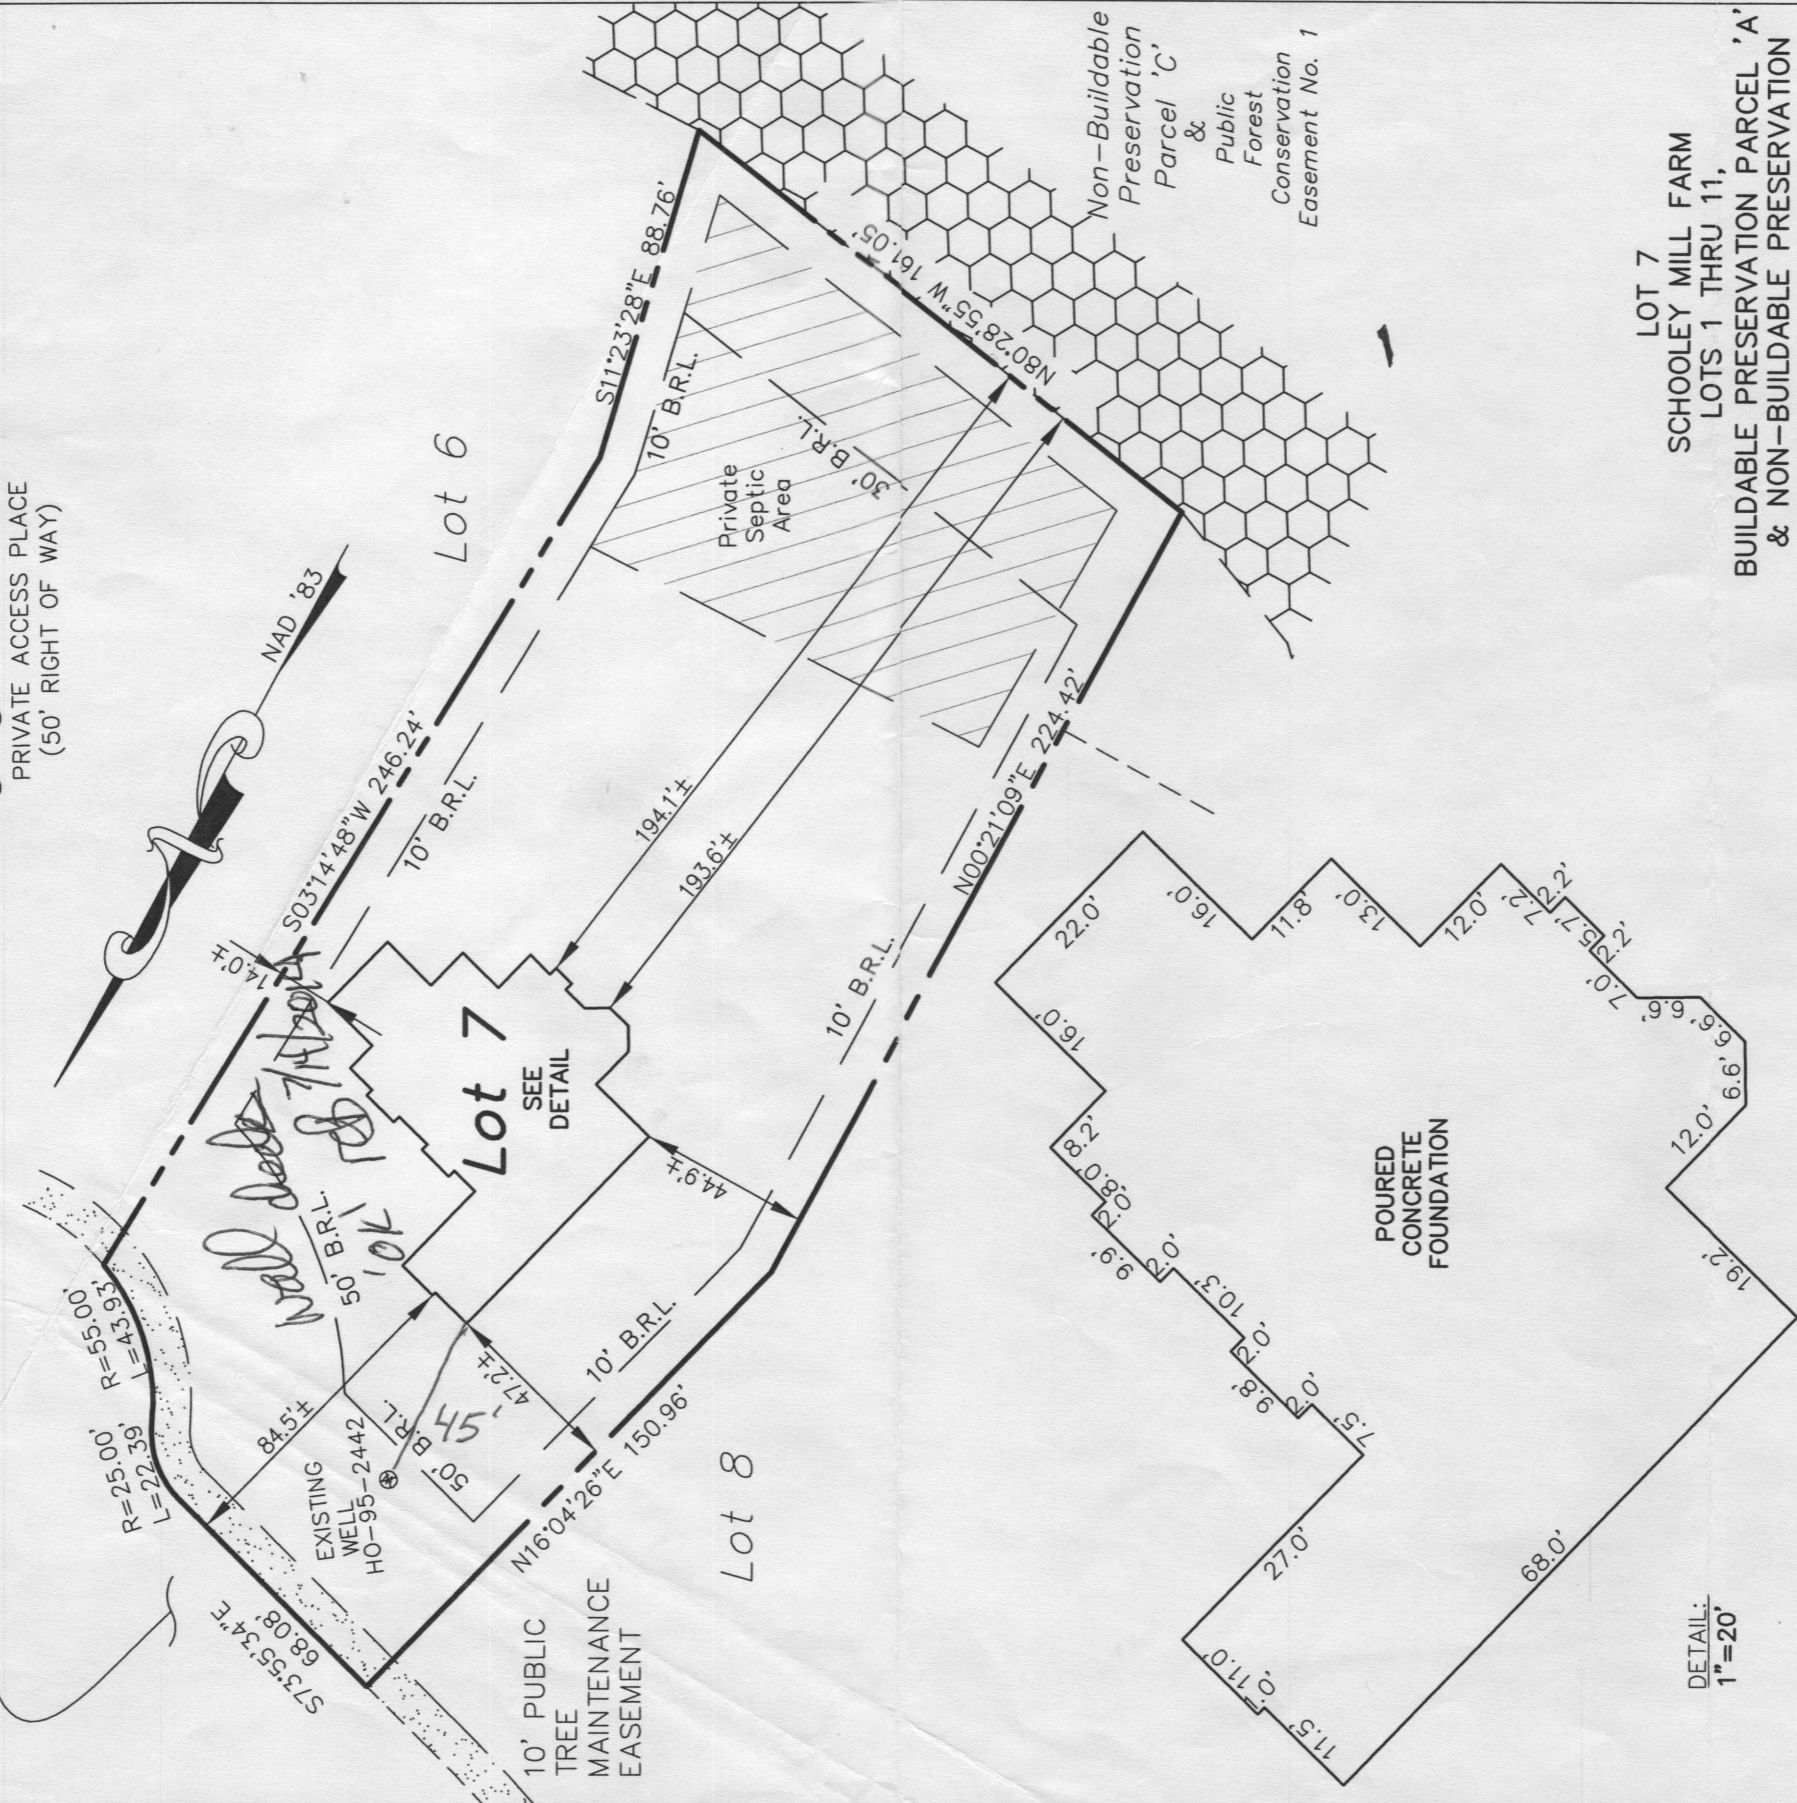 PRIVATE ACCESS PLACE
(50' RIGHT OF WAY)
NAD '83
Lot 6
S11°23'28"E 88.76'
10' B.R.L.
S03°14'48"W 246.24'
10' B.R.L.
Private
Septic
Area
30' B.R.L.
N80°28'55"W 161.05'
Non-Buildable
Preservation
Parcel 'C'
&
Public
Forest
Conservation
Easement No. 1
194.1'±
193.6'±
14.0'±
Lot 7
SEE
DETAIL
44.9'±
N00°21'09"E 224.42'
10' B.R.L.
R=55.00'
L=43.93'
R=25.00'
L=22.39'
Wall
50' B.R.L.
'OK'
7/14/2014
84.5'±
47.2'±
45'
50' B.R.L.
EXISTING
WELL
HO-95-2442
10' B.R.L.
N16°04'26"E 150.96'
S73°55'34"E
68.08'
Lot 8
10' PUBLIC
TREE
MAINTENANCE
EASEMENT
POURED
CONCRETE
FOUNDATION
22.0'
16.0'
11.8'
13.0'
12.0'
7.2'
2.2'
5.7'
2.2'
7.0'
6.6'
6.6'
6.6'
12.0'
19.2'
68.0'
11.5'
11.0'
27.0'
7.5'
2.0'
9.8'
2.0'
10.3'
2.0'
9.9'
2.0'
8.0'
8.2'
16.0'
DETAIL:
1"=20'
LOT 7
SCHOOLEY MILL FARM
LOTS 1 THRU 11,
BUILDABLE PRESERVATION PARCEL 'A'
& NON-BUILDABLE PRESERVATION